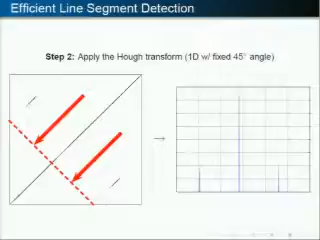 Efficient Line Segment Detection
Step 2: Apply the Hough transform (1D w/ fixed 45° angle)